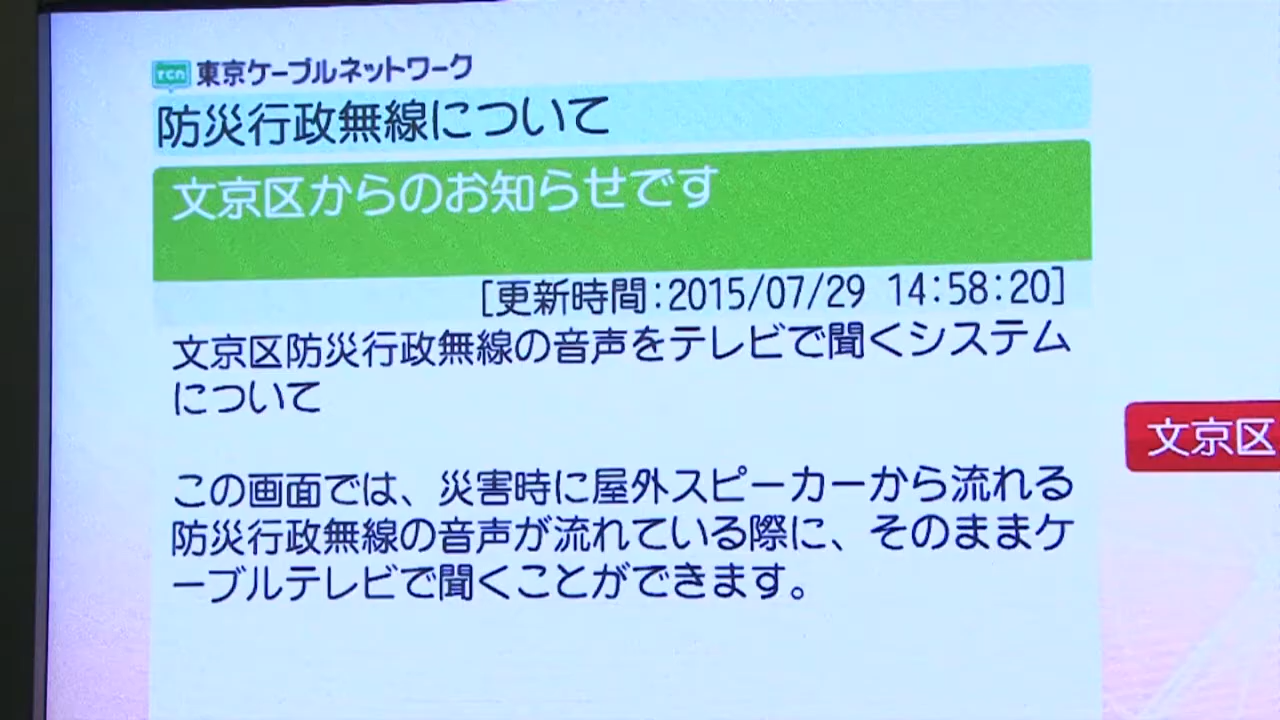 tcn 東京ケーブルネットワーク
防災行政無線について
文京区からのお知らせです
[更新時間:2015/07/29 14:58:20]
文京区防災行政無線の音声をテレビで聞くシステム
について
この画面では、災害時に屋外スピーカーから流れる
防災行政無線の音声が流れている際に、そのままケ
ーブルテレビで聞くことができます。
文京区